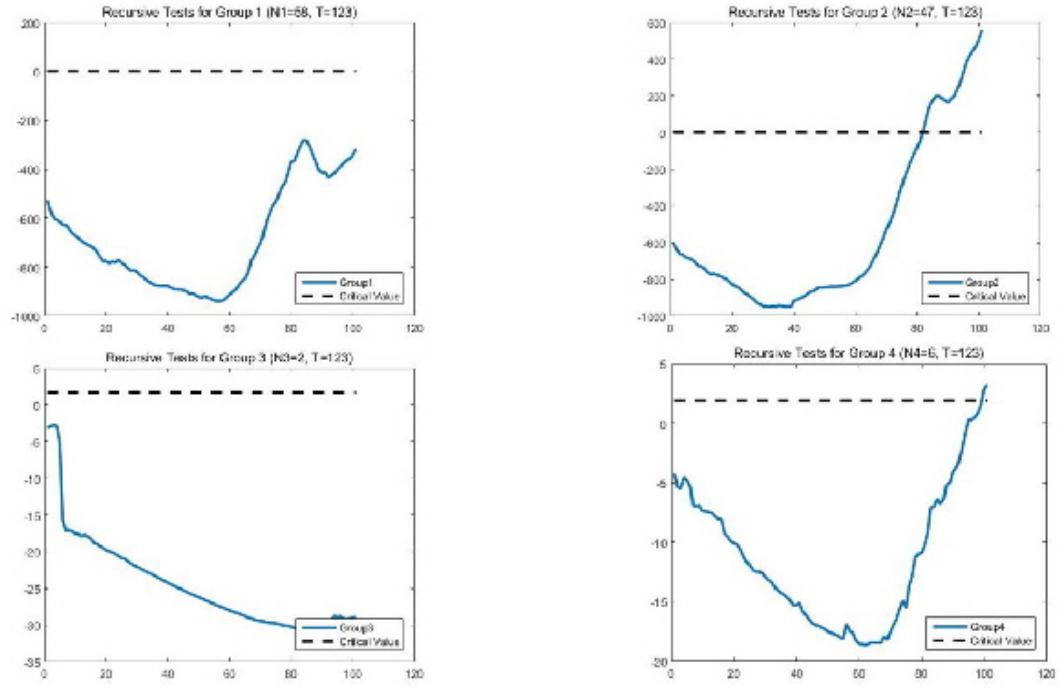 Recursive Tests for Group 1 (N1=58, T=123)
200
0
-200
-400
-600
-800
-1000
0 20 40 60 80 100 120
Group1
Critical Value
Recursive Tests for Group 2 (N2=47, T=123)
600
400
200
0
-200
-400
-600
-800
-1000
0 20 40 60 80 100 120
Group2
Critical Value
Recursive Tests for Group 3 (N3=2, T=123)
5
0
-5
-10
-15
-20
-25
-30
-35
0 20 40 60 80 100 120
Group3
Critical Value
Recursive Tests for Group 4 (N4=6, T=123)
5
0
-5
-10
-15
-20
0 20 40 60 80 100 120
Group4
Critical Value